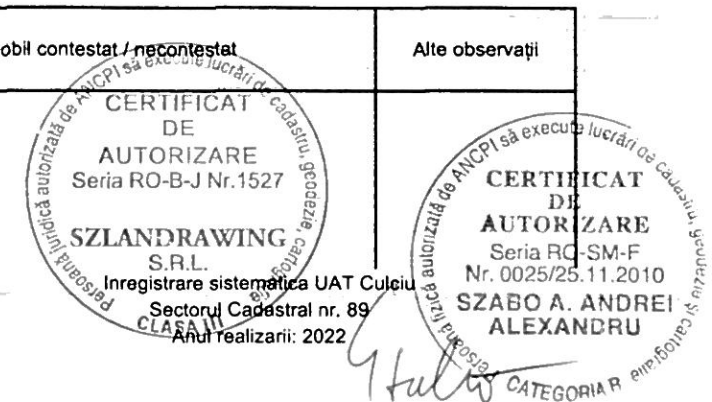 obil contestat / necontestat
Alte observații
Persoană juridică autorizată de ANCPI să execute lucrări de cadastru, geodezie, cartografie
CERTIFICAT
DE
AUTORIZARE
Seria RO-B-J Nr.1527
SZLANDRAWING
S.R.L.
CLASA III
Persoană fizică autorizată de ANCPI să execute lucrări de cadastru, geodezie și cartografie
CERTIFICAT
DE
AUTORIZARE
Seria RO-SM-F
Nr. 0025/25.11.2010
SZABO A. ANDREI
ALEXANDRU
CATEGORIA B
Inregistrare sistematica UAT Culciu
Sectorul Cadastral nr. 89
Anul realizarii: 2022